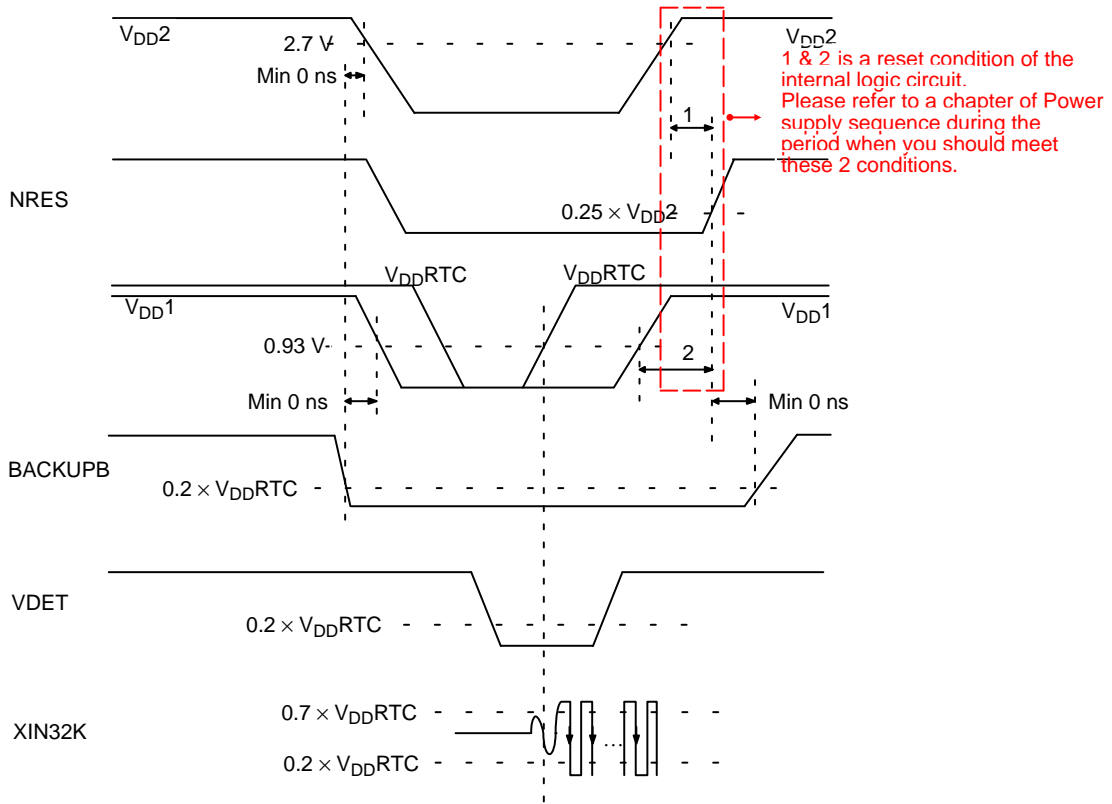 VDD2
2.7 V
Min 0 ns
VDD2
1 & 2 is a reset condition of the
internal logic circuit.
Please refer to a chapter of Power
supply sequence during the
period when you should meet
these 2 conditions.
1
NRES
0.25 × VDD2
VDDRTC
VDDRTC
VDD1
VDD1
0.93 V
2
Min 0 ns
Min 0 ns
BACKUPB
0.2 × VDDRTC
VDET
0.2 × VDDRTC
XIN32K
0.7 × VDDRTC
...
0.2 × VDDRTC